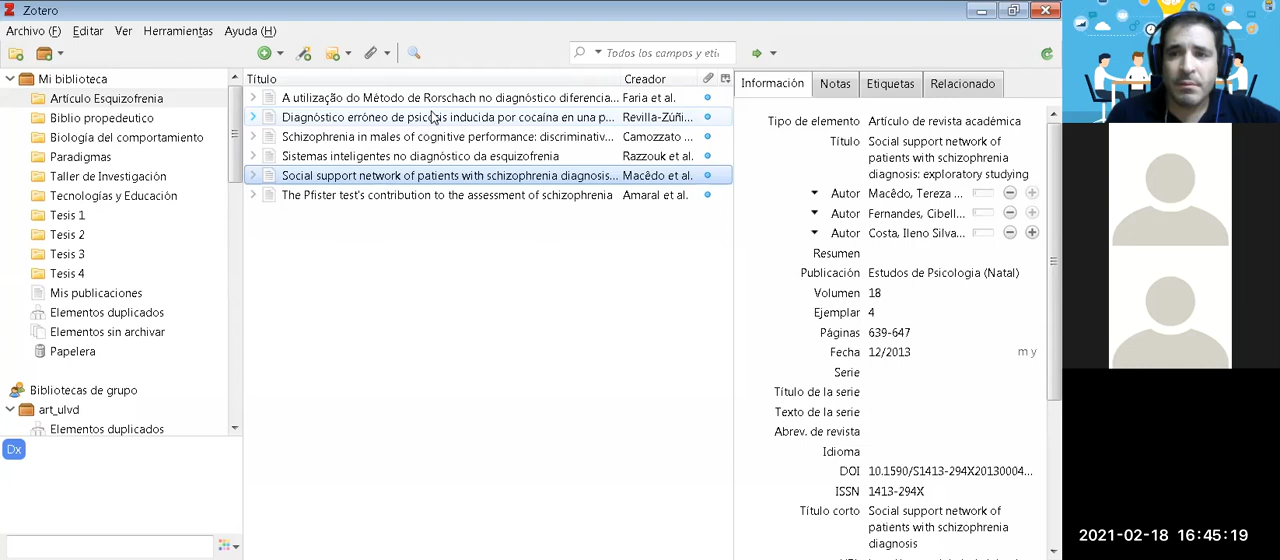 Zotero
Archivo (F) Editar Ver Herramientas Ayuda (H)
Todos los campos y eti
Mi biblioteca
Artículo Esquizofrenia
Biblio propedeutico
Biología del comportamiento
Paradigmas
Taller de Investigación
Tecnologías y Educación
Tesis 1
Tesis 2
Tesis 3
Tesis 4
Mis publicaciones
Elementos duplicados
Elementos sin archivar
Papelera
Bibliotecas de grupo
art_ulvd
Elementos duplicados
Dx
Título Creador
A utilização do Método de Rorschach no diagnóstico diferencia... Faria et al.
Diagnóstico erróneo de psicosis inducida por cocaína en una p... Revilla-Zúñi...
Schizophrenia in males of cognitive performance: discriminativ... Camozzato ...
Sistemas inteligentes no diagnóstico da esquizofrenia Razzouk et al.
Social support network of patients with schizophrenia diagnosis... Macêdo et al.
The Pfister test's contribution to the assessment of schizophrenia Amaral et al.
Información Notas Etiquetas Relacionado
Tipo de elemento Artículo de revista académica
Título Social support network of
patients with schizophrenia
diagnosis: exploratory studying
Autor Macêdo, Tereza ...
Autor Fernandes, Cibell...
Autor Costa, Ileno Silva...
Resumen
Publicación Estudos de Psicologia (Natal)
Volumen 18
Ejemplar 4
Páginas 639-647
Fecha 12/2013 m y
Serie
Título de la serie
Texto de la serie
Abrev. de revista
Idioma
DOI 10.1590/S1413-294X20130004...
ISSN 1413-294X
Título corto Social support network of
patients with schizophrenia
diagnosis
2021-02-18 16:45:19